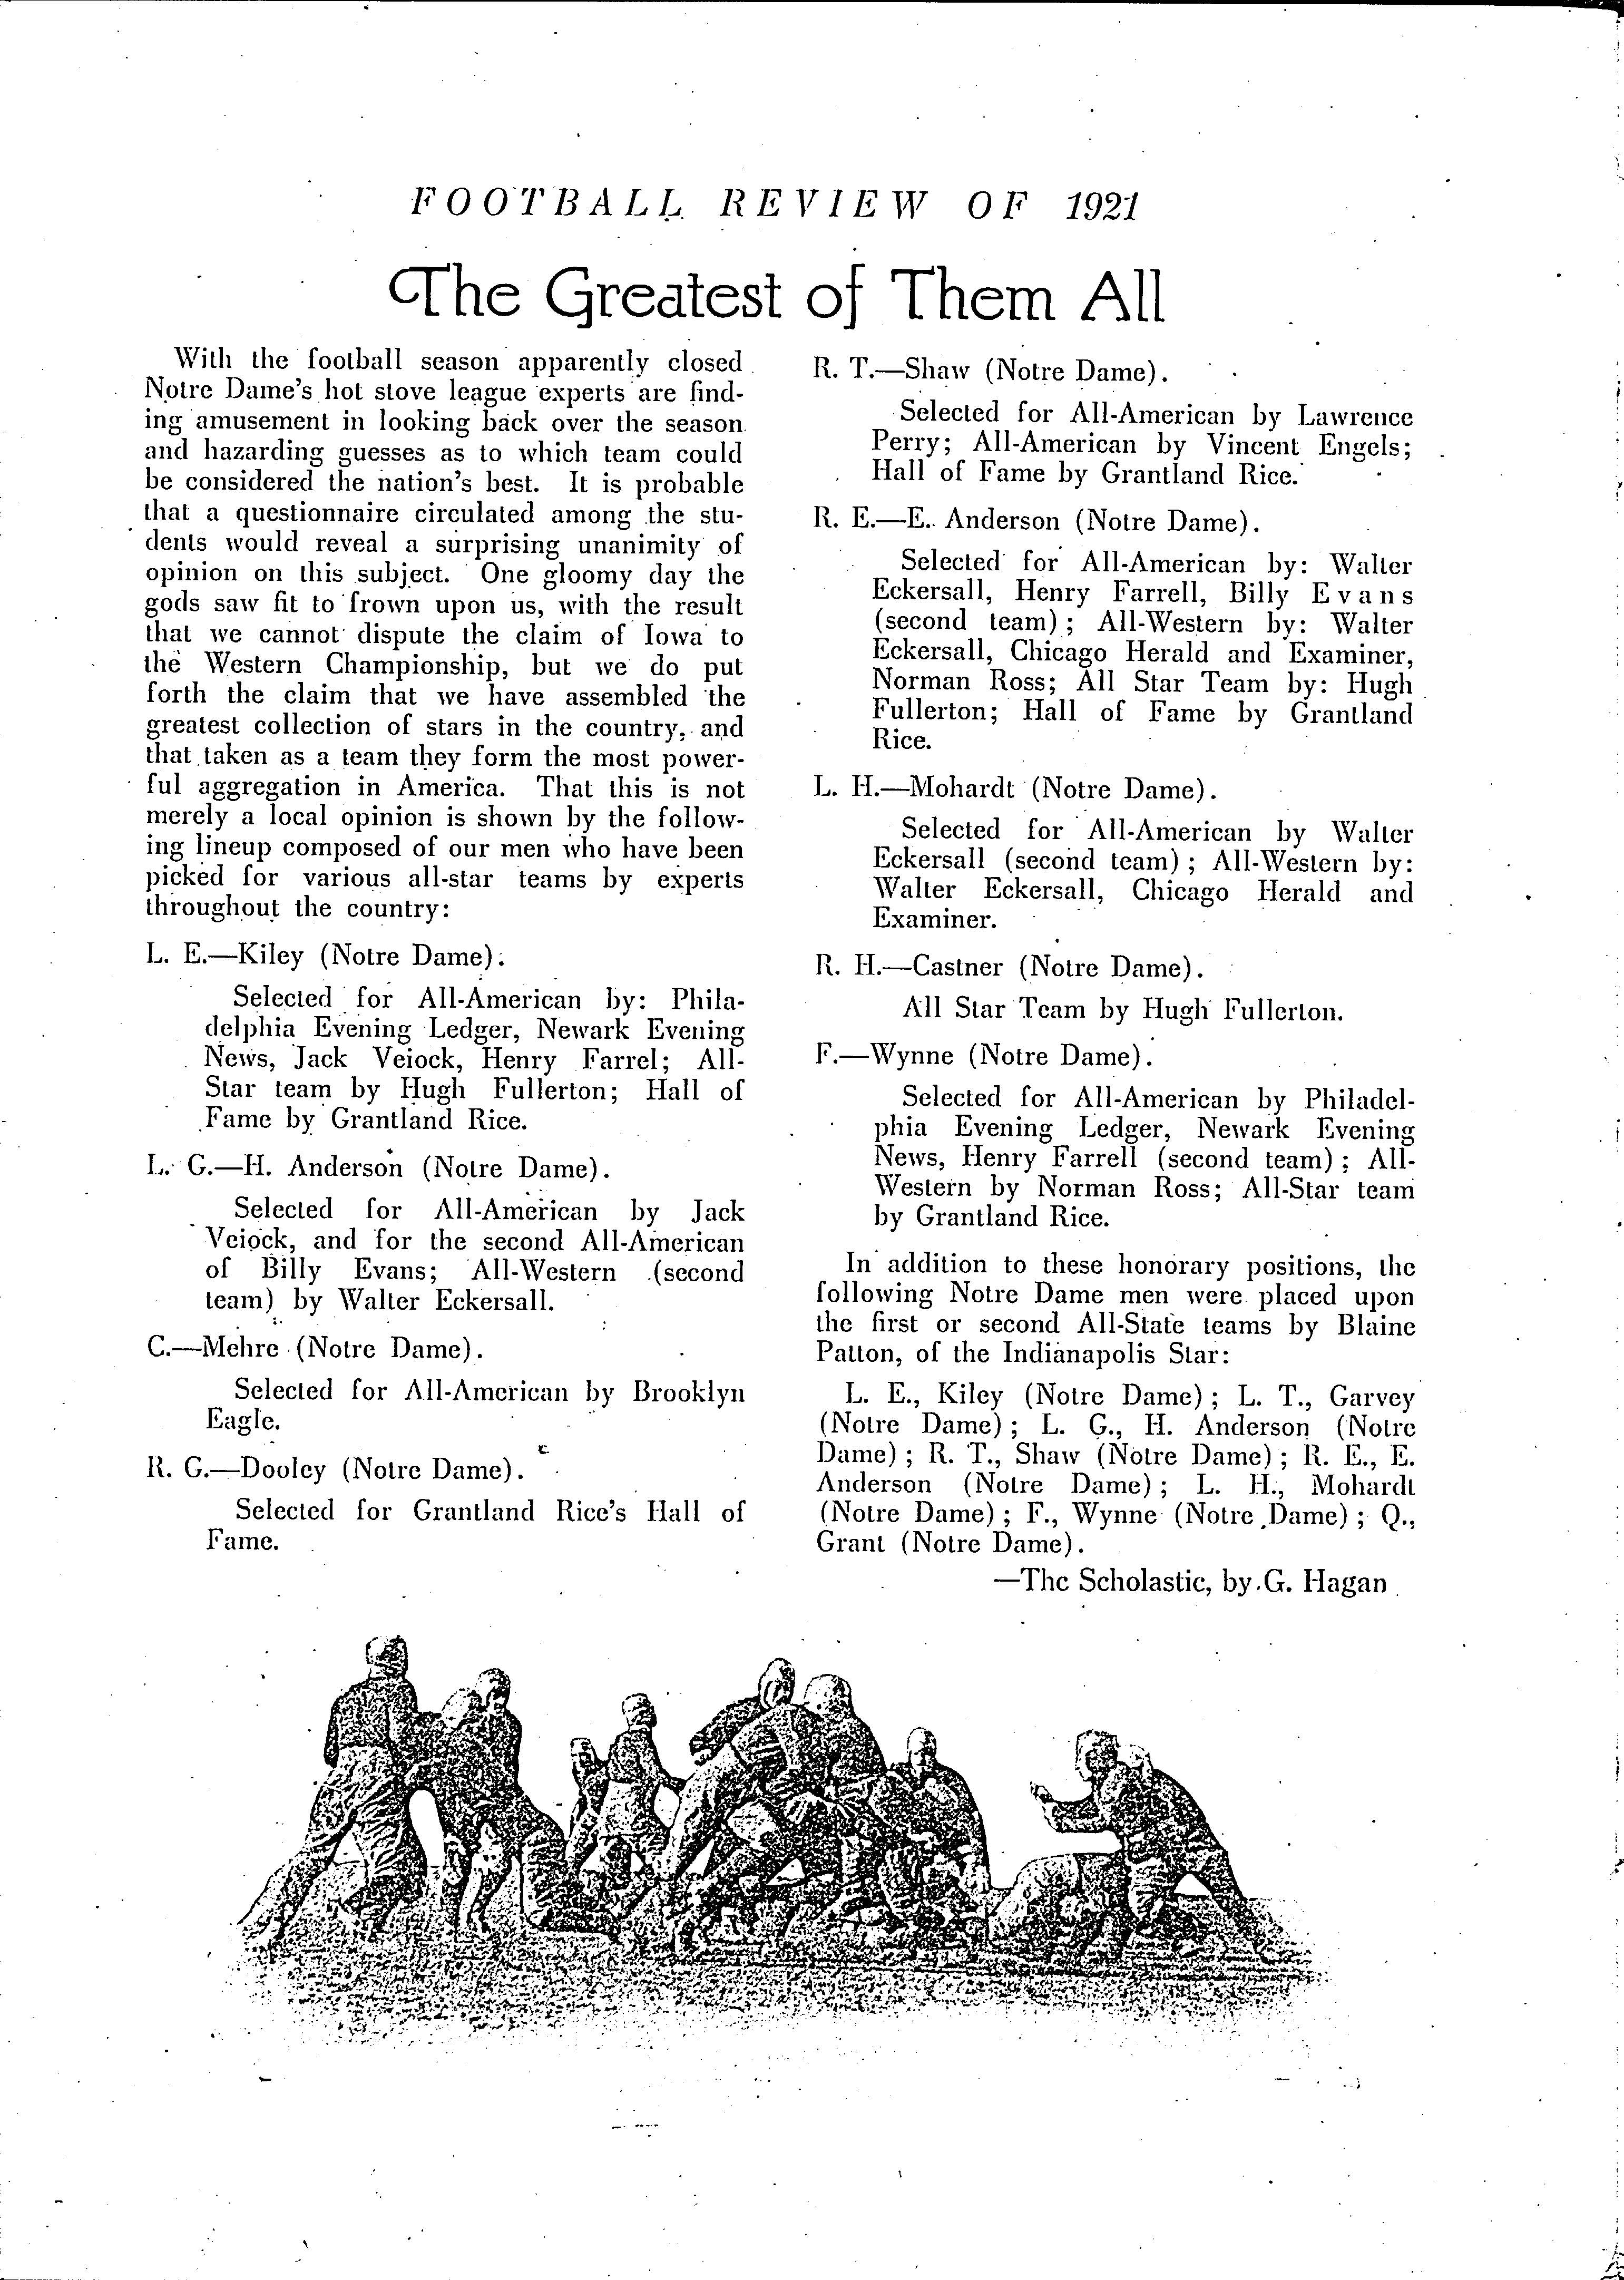 FOOTBALL REVIEW OF 1921
The Greatest of Them All
With the football season apparently closed
Notre Dame's hot stove league experts are find-
ing amusement in looking back over the season
and hazarding guesses as to which team could
be considered the nation's best. It is probable
that a questionnaire circulated among the stu-
dents would reveal a surprising unanimity of
opinion on this subject. One gloomy day the
gods saw fit to frown upon us, with the result
that we cannot dispute the claim of Iowa to
the Western Championship, but we do put
forth the claim that we have assembled the
greatest collection of stars in the country, and
that taken as a team they form the most power-
ful aggregation in America. That this is not
merely a local opinion is shown by the follow-
ing lineup composed of our men who have been
picked for various all-star teams by experts
throughout the country:
L. E.—Kiley (Notre Dame).
Selected for All-American by: Phila-
delphia Evening Ledger, Newark Evening
News, Jack Veiock, Henry Farrel; All-
Star team by Hugh Fullerton; Hall of
Fame by Grantland Rice.
L. G.—H. Anderson (Notre Dame).
Selected for All-American by Jack
Veiock, and for the second All-American
of Billy Evans; All-Western (second
team) by Walter Eckersall.
C.—Mehre (Notre Dame).
Selected for All-American by Brooklyn
Eagle.
R. G.—Dooley (Notre Dame).
Selected for Grantland Rice's Hall of
Fame.
R. T.—Shaw (Notre Dame).
Selected for All-American by Lawrence
Perry; All-American by Vincent Engels;
Hall of Fame by Grantland Rice.
R. E.—E. Anderson (Notre Dame).
Selected for All-American by: Walter
Eckersall, Henry Farrell, Billy Evans
(second team); All-Western by: Walter
Eckersall, Chicago Herald and Examiner,
Norman Ross; All Star Team by: Hugh
Fullerton; Hall of Fame by Grantland
Rice.
L. H.—Mohardt (Notre Dame).
Selected for All-American by Walter
Eckersall (second team); All-Western by:
Walter Eckersall, Chicago Herald and
Examiner.
R. H.—Castner (Notre Dame).
All Star Team by Hugh Fullerton.
F.—Wynne (Notre Dame).
Selected for All-American by Philadel-
phia Evening Ledger, Newark Evening
News, Henry Farrell (second team); All-
Western by Norman Ross; All-Star team
by Grantland Rice.
In addition to these honorary positions, the
following Notre Dame men were placed upon
the first or second All-State teams by Blaine
Patton, of the Indianapolis Star:
L. E., Kiley (Notre Dame); L. T., Garvey
(Notre Dame); L. G., H. Anderson (Notre
Dame); R. T., Shaw (Notre Dame); R. E., E.
Anderson (Notre Dame); L. H., Mohardt
(Notre Dame); F., Wynne (Notre Dame); Q.,
Grant (Notre Dame).
—The Scholastic, by G. Hagan